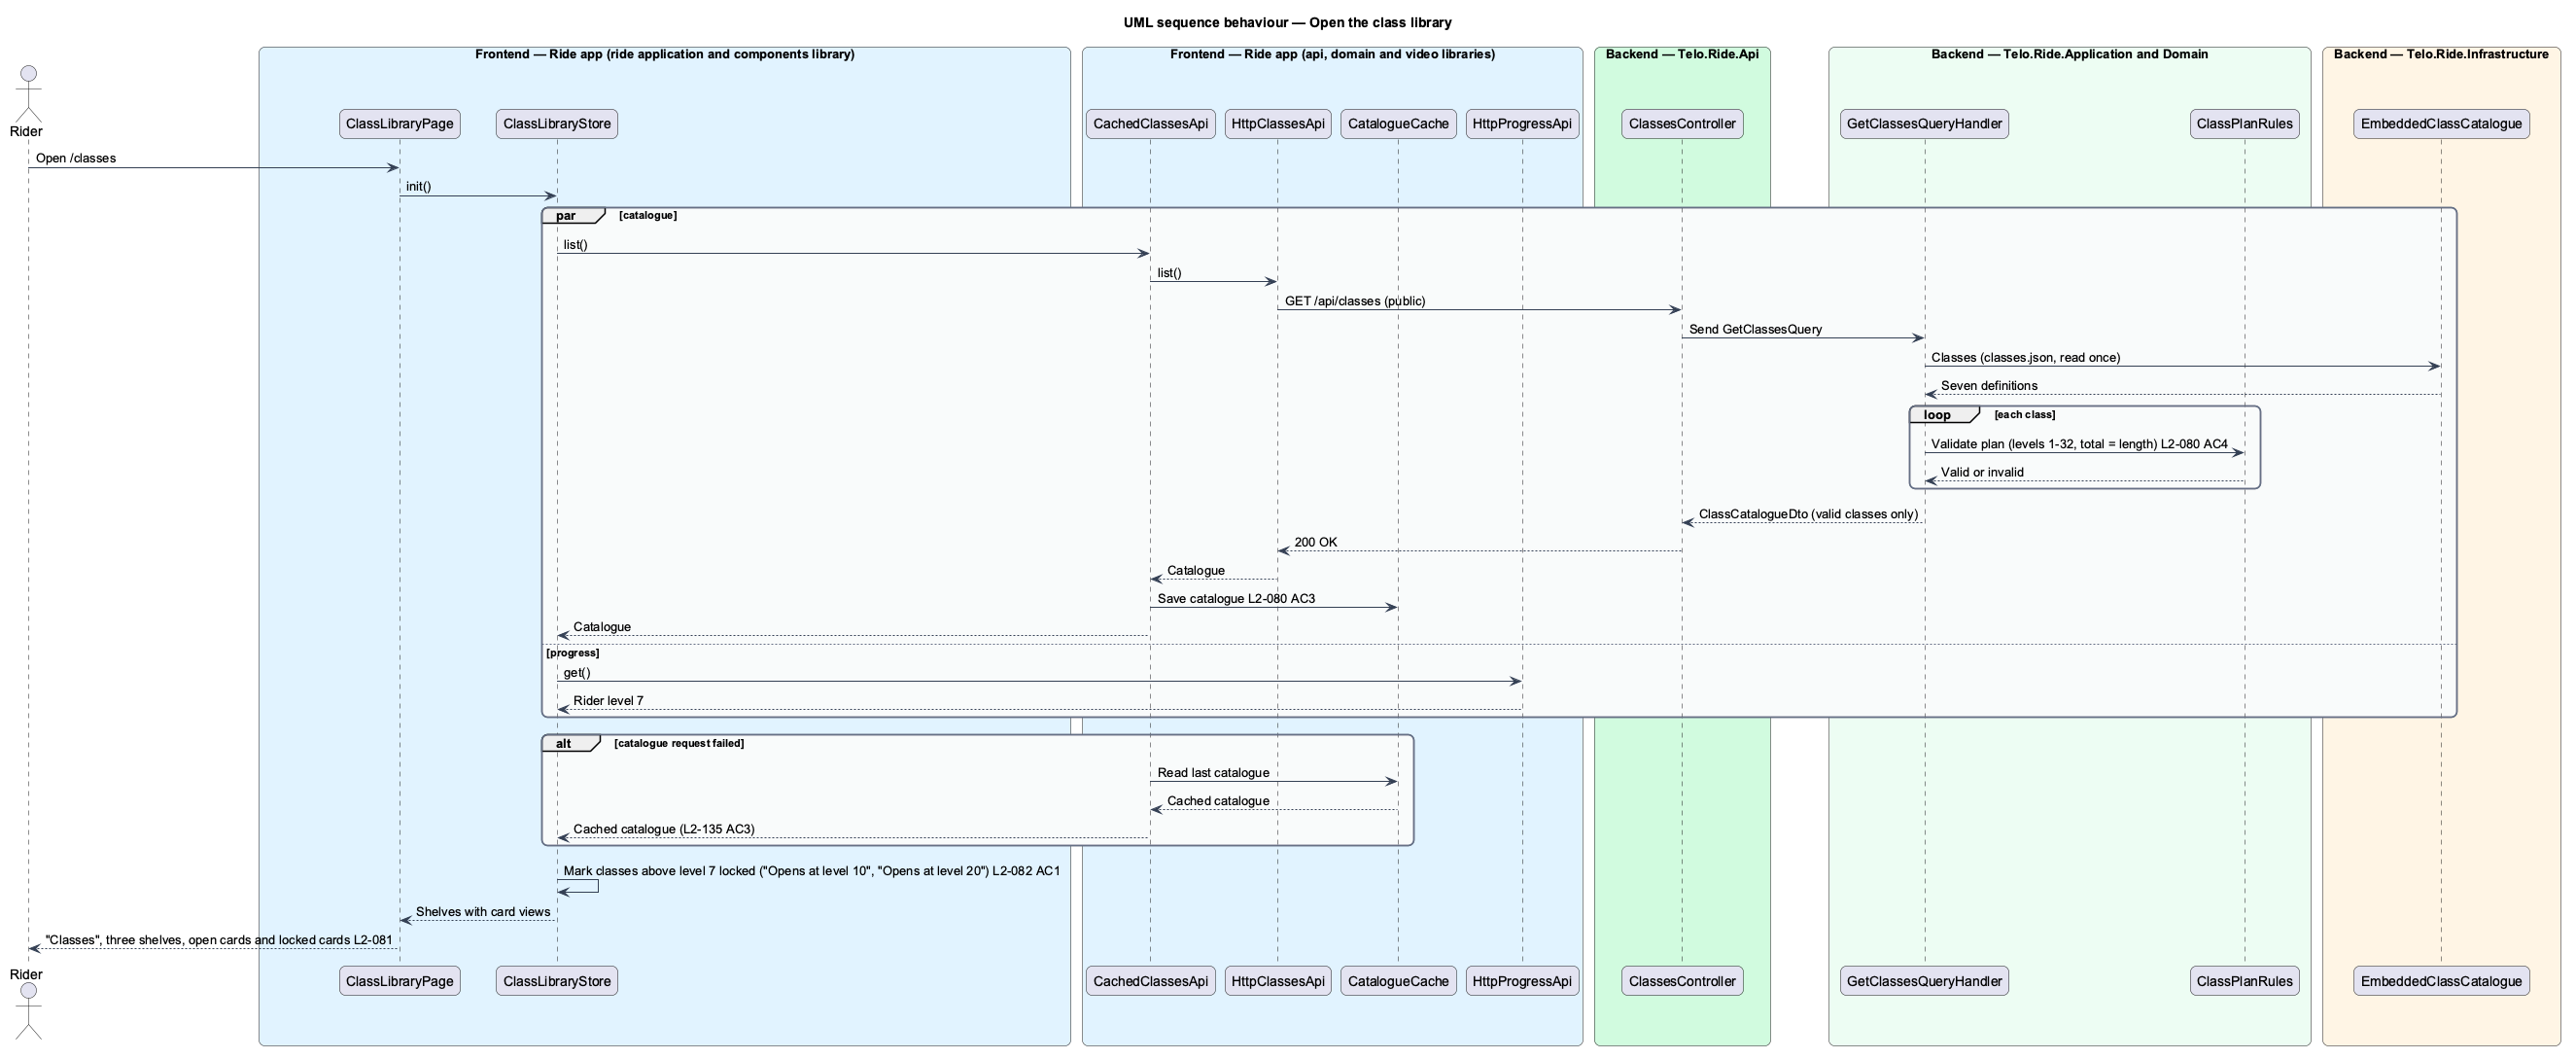 UML sequence behaviour — Open the class library
Frontend — Ride app (ride application and components library)
Frontend — Ride app (api, domain and video libraries)
Backend — Telo.Ride.Api
Backend — Telo.Ride.Application and Domain
Backend — Telo.Ride.Infrastructure
Rider
ClassLibraryPage
ClassLibraryStore
CachedClassesApi
HttpClassesApi
CatalogueCache
HttpProgressApi
ClassesController
GetClassesQueryHandler
ClassPlanRules
EmbeddedClassCatalogue
Open /classes
init()
par [catalogue]
list()
list()
GET /api/classes (public)
Send GetClassesQuery
Classes (classes.json, read once)
Seven definitions
loop [each class]
Validate plan (levels 1-32, total = length) L2-080 AC4
Valid or invalid
ClassCatalogueDto (valid classes only)
200 OK
Catalogue
Save catalogue L2-080 AC3
Catalogue
[progress]
get()
Rider level 7
alt [catalogue request failed]
Read last catalogue
Cached catalogue
Cached catalogue (L2-135 AC3)
Mark classes above level 7 locked ("Opens at level 10", "Opens at level 20") L2-082 AC1
Shelves with card views
"Classes", three shelves, open cards and locked cards L2-081
Rider
ClassLibraryPage
ClassLibraryStore
CachedClassesApi
HttpClassesApi
CatalogueCache
HttpProgressApi
ClassesController
GetClassesQueryHandler
ClassPlanRules
EmbeddedClassCatalogue